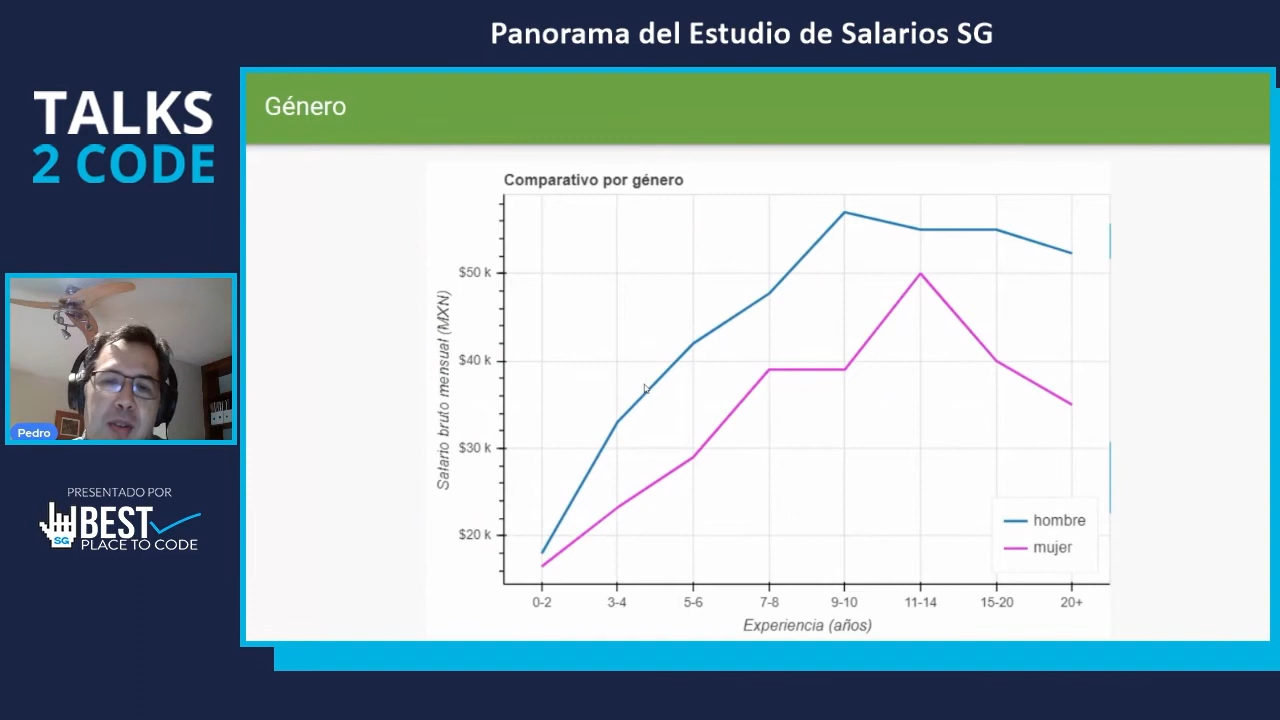 Panorama del Estudio de Salarios SG
TALKS
2 CODE
Género
Comparativo por género
$50 k
$40 k
$30 k
$20 k
Salario bruto mensual (MXN)
hombre
mujer
0-2 3-4 5-6 7-8 9-10 11-14 15-20 20+
Experiencia (años)
Pedro
PRESENTADO POR
SG
BEST
PLACE TO CODE